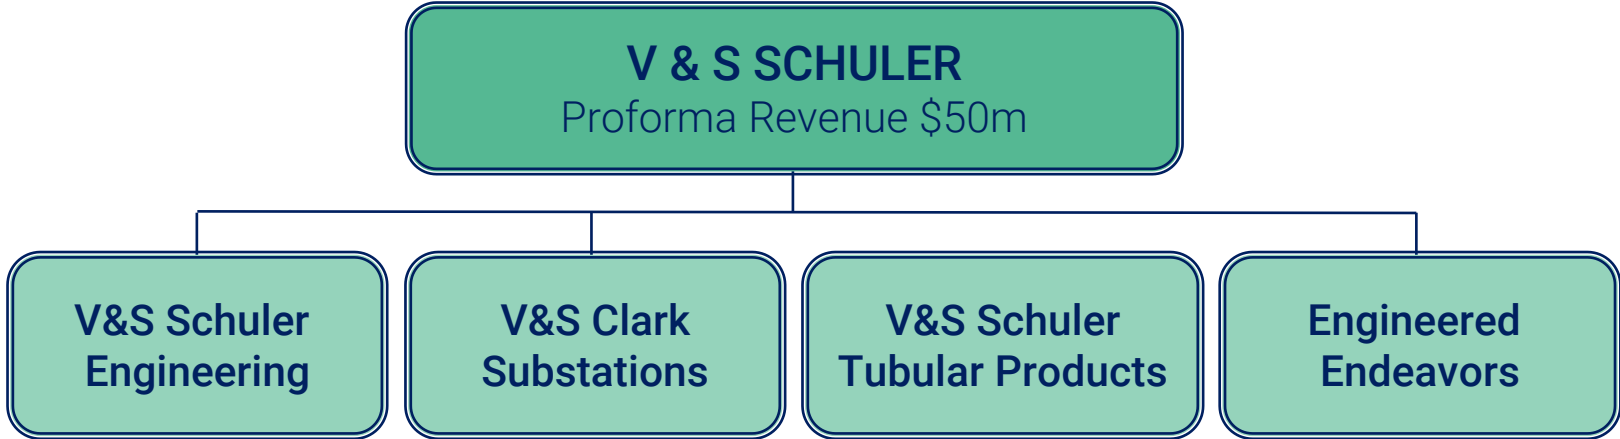 V & S SCHULER
Proforma Revenue $50m
V&S Schuler
Engineering
V&S Clark
Substations
V&S Schuler
Tubular Products
Engineered
Endeavors